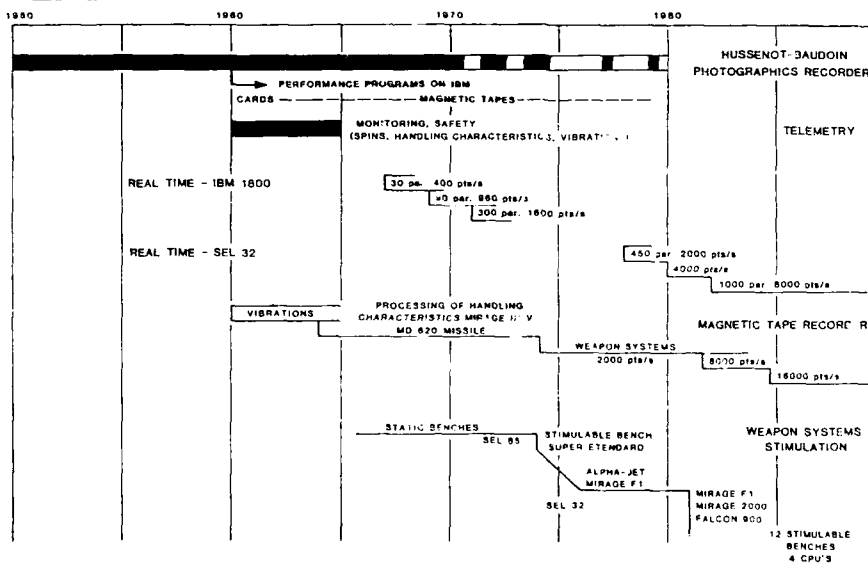 1950 1960 1970 1980
HUSSENOT-BAUDOIN
PHOTOGRAPHICS RECORDER
PERFORMANCE PROGRAMS ON IBM
CARDS MAGNETIC TAPES
MONITORING, SAFETY
(SPINS, HANDLING CHARACTERISTICS, VIBRAT
TELEMETRY
REAL TIME - IBM 1800
30 pa. 400 pts/s
90 par. 860 pts/s
300 par. 1600 pts/s
REAL TIME - SEL 32
450 par 2000 pts/s
4000 pts/s
1000 par 8000 pts/s
VIBRATIONS
PROCESSING OF HANDLING
CHARACTERISTICS MIRAGE
MD 620 MISSILE
MAGNETIC TAPE RECORD R
WEAPON SYSTEMS
2000 pts/s
8000 pts/s
16000 pts/s
STATIC BENCHES
SEL 85
STIMULABLE BENCH
SUPER ETENDARD
WEAPON SYSTEMS
STIMULATION
ALPHA-JET
MIRAGE F1
SEL 32
MIRAGE F1
MIRAGE 2000
FALCON 900
12 STIMULABLE
BENCHES
4 CPU'S